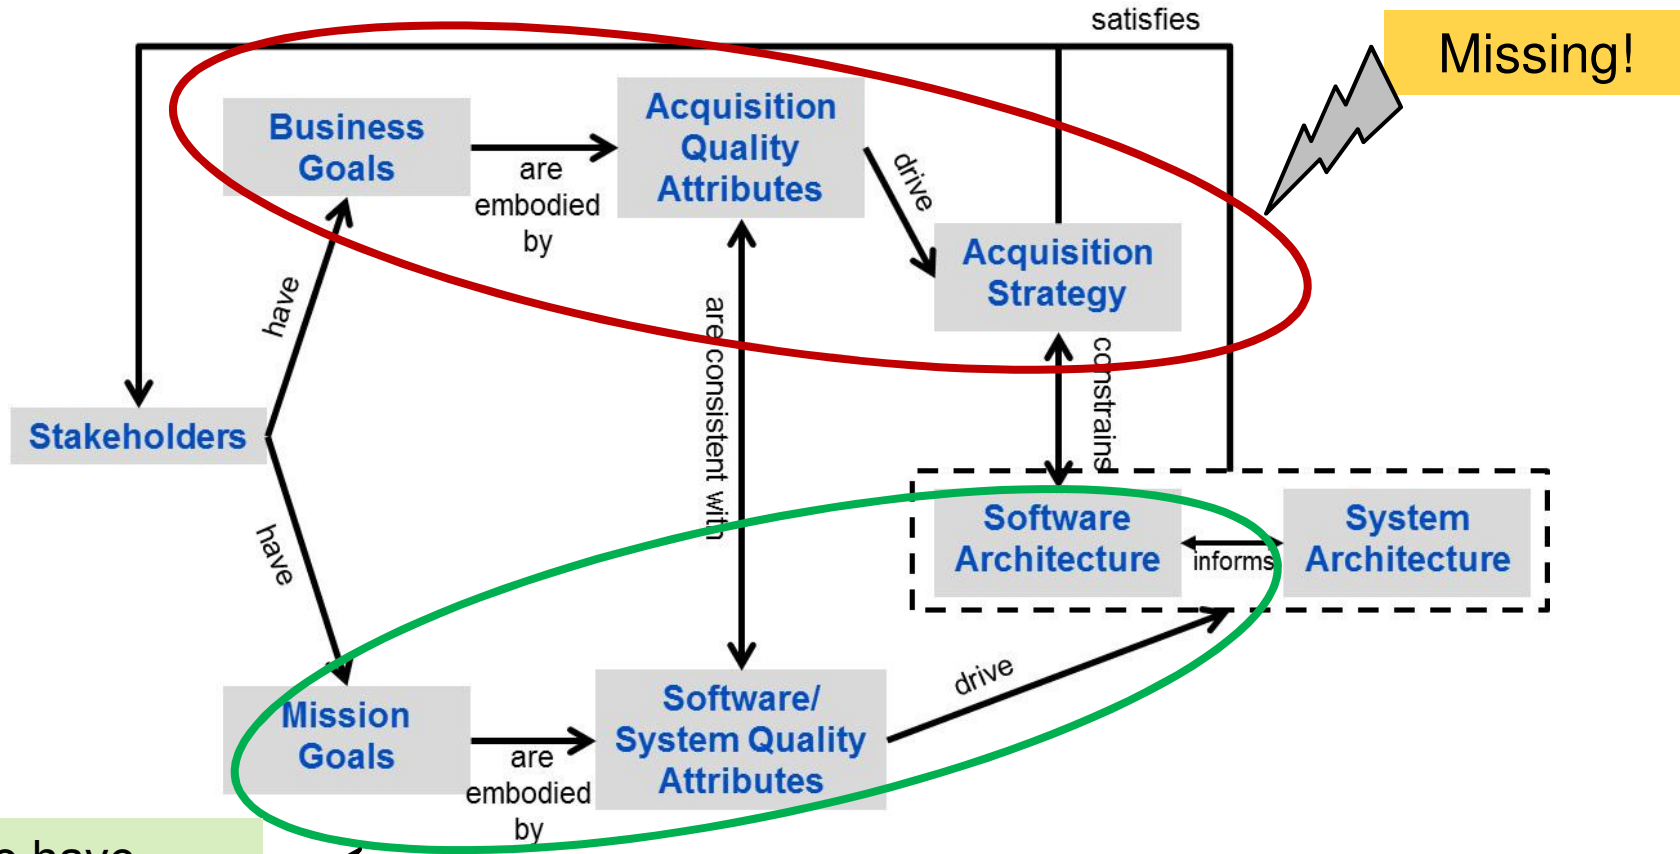 satisfies
Missing!
Business
Goals
are
embodied
by
Acquisition
Quality
Attributes
drive
Acquisition
Strategy
have
are consistent with
constrains
Stakeholders
have
Software
Architecture
informs
System
Architecture
Mission
Goals
are
embodied
by
Software/
System Quality
Attributes
drive
have